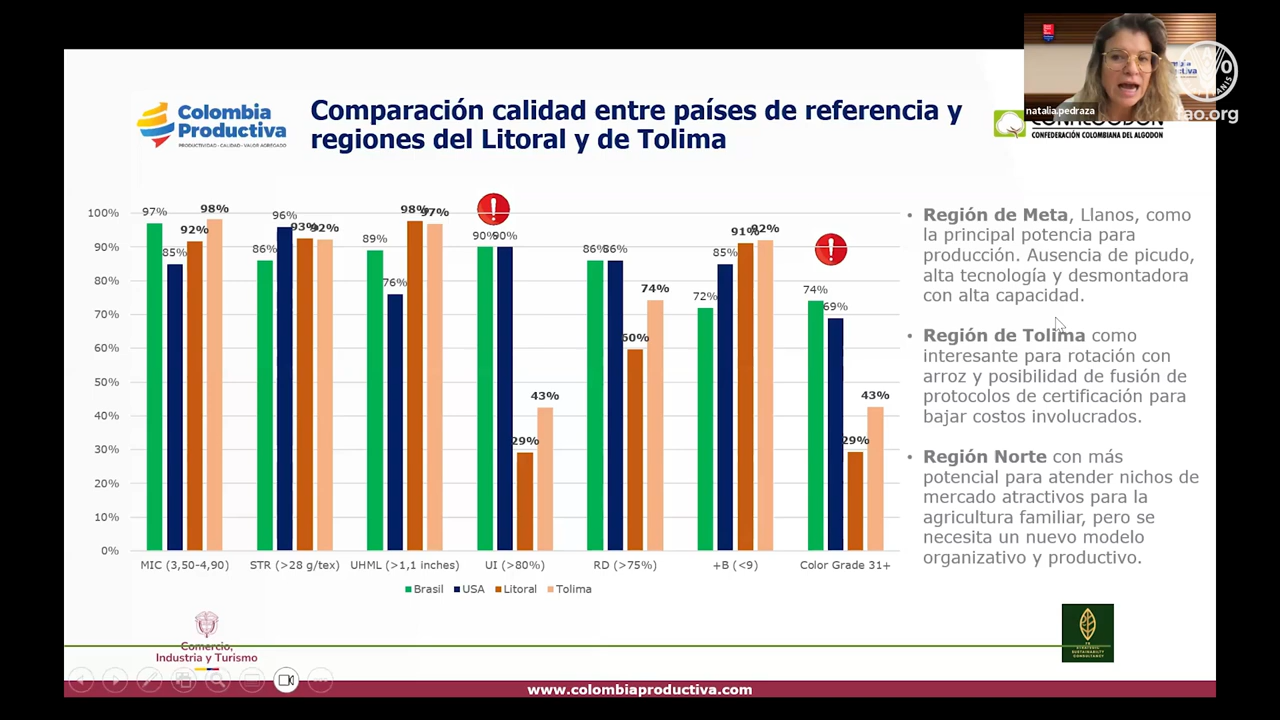 natalia.pedraza
fao.org
Colombia
Productiva
PRODUCTIVIDAD - CALIDAD - VALOR AGREGADO
Comparación calidad entre países de referencia y
regiones del Litoral y de Tolima
CONFEDERACIÓN COLOMBIANA DEL ALGODON
100%
90%
80%
70%
60%
50%
40%
30%
20%
10%
0%
97% 85% 92% 98%
86% 96% 93% 92%
89% 76% 98% 97%
90% 90% 29% 43%
86% 86% 60% 74%
72% 85% 91% 92%
74% 69% 29% 43%
MIC (3,50-4,90) STR (>28 g/tex) UHML (>1,1 inches) UI (>80%) RD (>75%) +B (<9) Color Grade 31+
Brasil USA Litoral Tolima
• Región de Meta, Llanos, como
la principal potencia para
producción. Ausencia de picudo,
alta tecnología y desmontadora
con alta capacidad.
• Región de Tolima como
interesante para rotación con
arroz y posibilidad de fusión de
protocolos de certificación para
bajar costos involucrados.
• Región Norte con más
potencial para atender nichos de
mercado atractivos para la
agricultura familiar, pero se
necesita un nuevo modelo
organizativo y productivo.
Comercio,
Industria y Turismo
STRATEGIC
SUSTAINABILITY
CONSULTANCY
www.colombiaproductiva.com